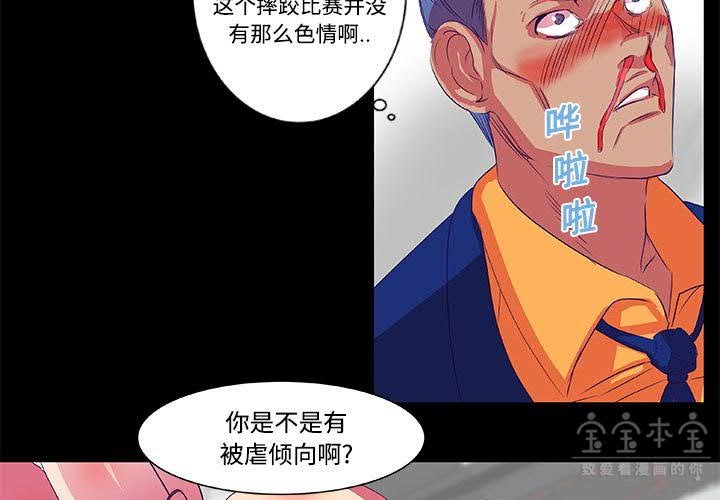 这个摔跤比赛并没
有那么色情啊..
哗
啦
啦
你是不是有
被虐倾向啊?
宝宝本宝
致爱看漫画的你